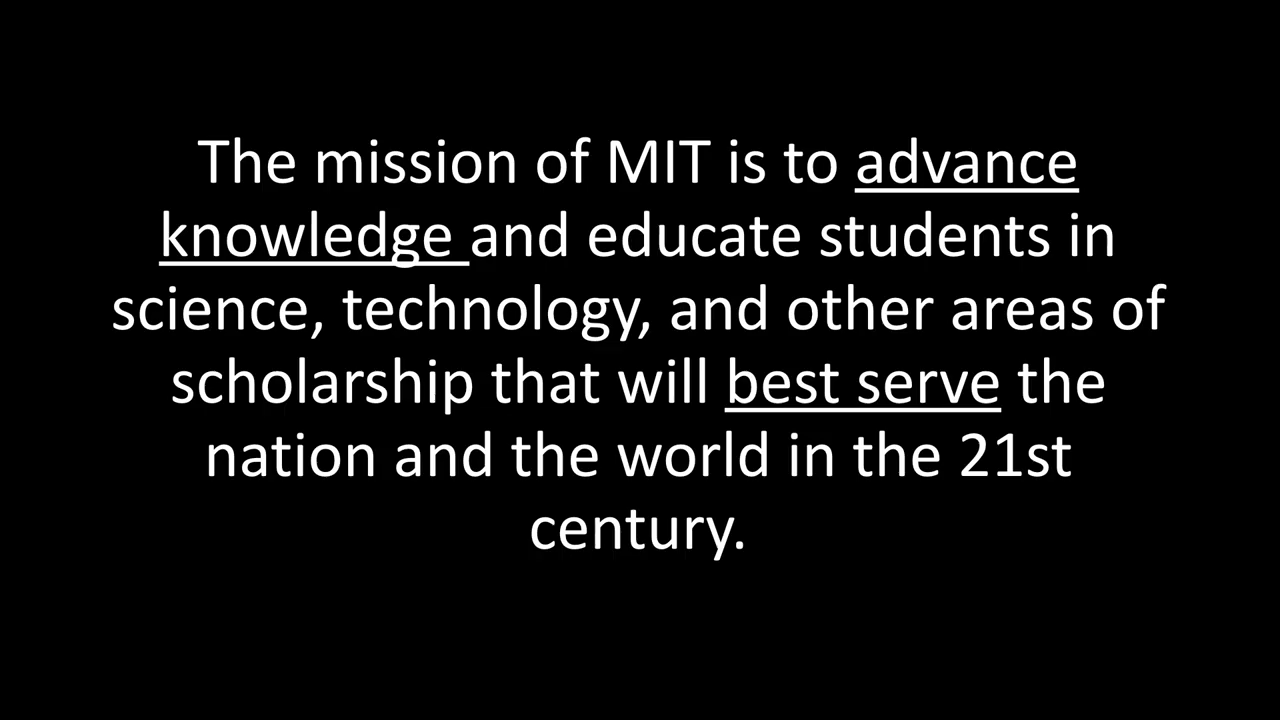 The mission of MIT is to advance
knowledge and educate students in
science, technology, and other areas of
scholarship that will best serve the
nation and the world in the 21st
century.